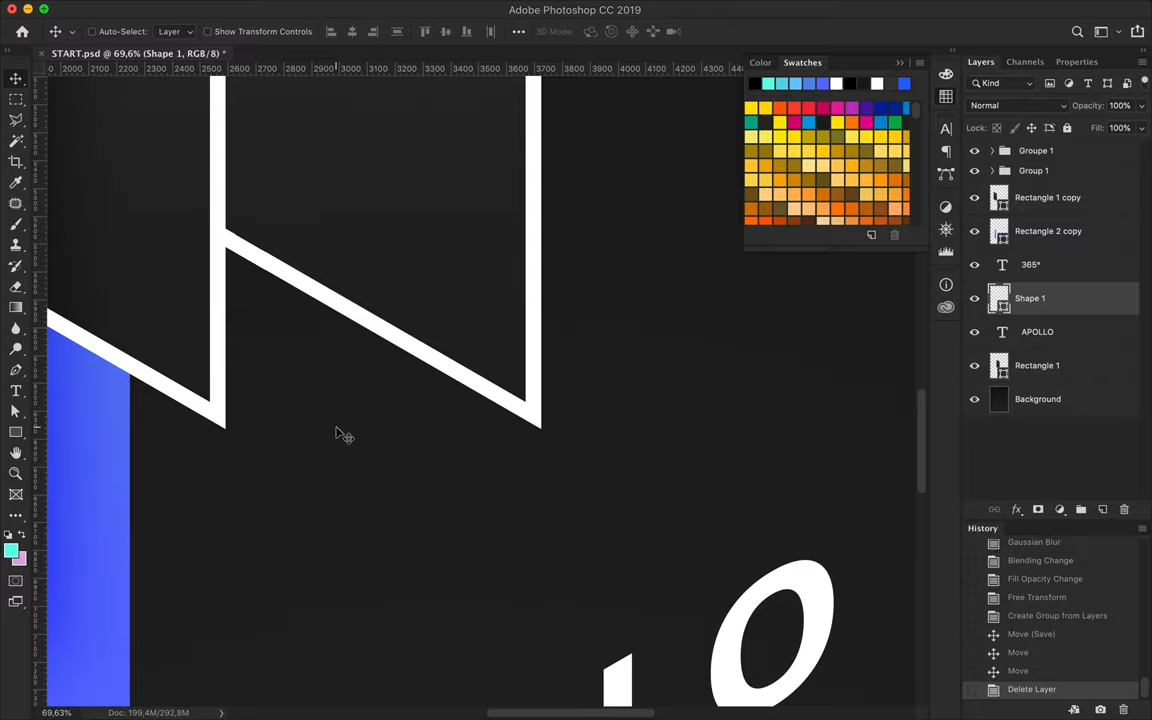 Adobe Photoshop CC 2019
Auto-Select: Layer Show Transform Controls 3D Mode:
START.psd @ 69,6% (Shape 1, RGB/8) *
0 2000 2100 2200 2300 2400 2500 2600 2700 2800 2900 3000 3100 3200 3300 3400 3500 3600 3700 3800 3900 4000 4100 4200 4300 4400
Color Swatches
Layers Channels Properties
Kind
Normal Opacity: 100%
Lock: Fill: 100%
Groupe 1
Group 1
Rectangle 1 copy
Rectangle 2 copy
T 365°
Shape 1
T APOLLO
Rectangle 1
Background
History
Gaussian Blur
Blending Change
Fill Opacity Change
Free Transform
Create Group from Layers
Move (Save)
Move
Move
Delete Layer
69,63% Doc: 199,4M/292,8M